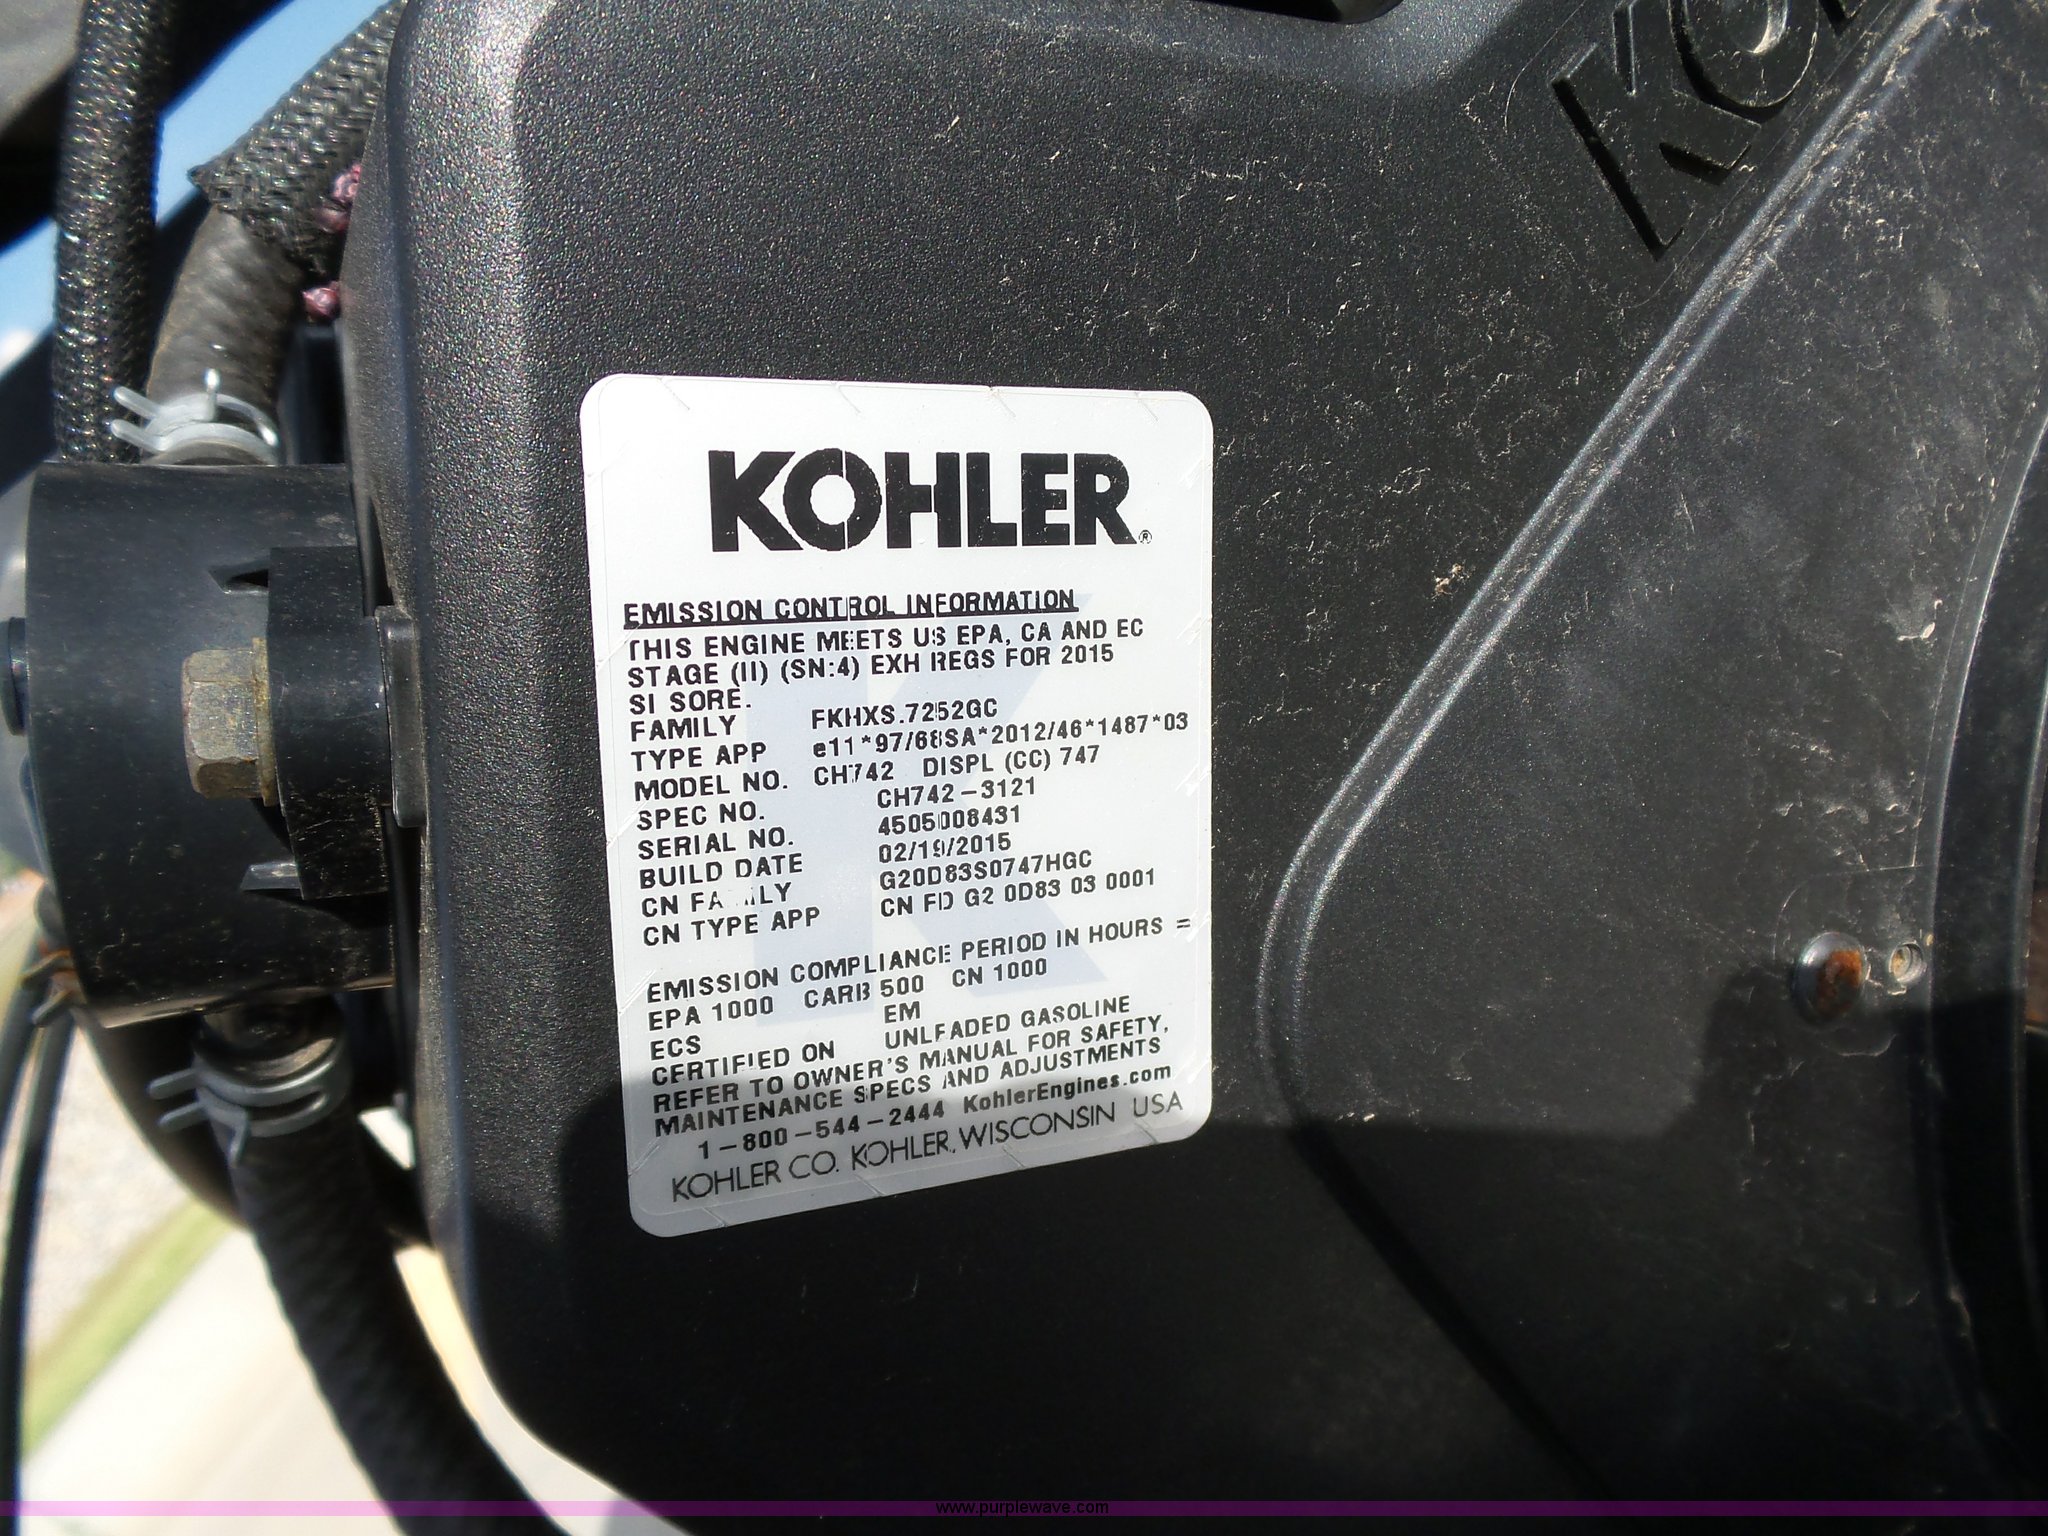 KO
KOHLER®
EMISSION CONTROL INFORMATION
THIS ENGINE MEETS US EPA, CA AND EC
STAGE (II) (SN:4) EXH REGS FOR 2015
SI SORE.
FAMILY FKHXS.7252GC
TYPE APP e11*97/68SA*2012/46*1487*03
MODEL NO. CH742 DISPL (CC) 747
SPEC NO. CH742-3121
SERIAL NO. 4505008431
BUILD DATE 02/19/2015
CN FAMILY G20D83S0747HGC
CN TYPE APP CN FD G2 0D83 03 0001
EMISSION COMPLIANCE PERIOD IN HOURS =
EPA 1000 CARB 500 CN 1000
ECS EM
CERTIFIED ON UNLEADED GASOLINE
REFER TO OWNER'S MANUAL FOR SAFETY,
MAINTENANCE SPECS AND ADJUSTMENTS
1-800-544-2444 KohlerEngines.com
KOHLER CO. KOHLER, WISCONSIN USA
www.purplewave.com